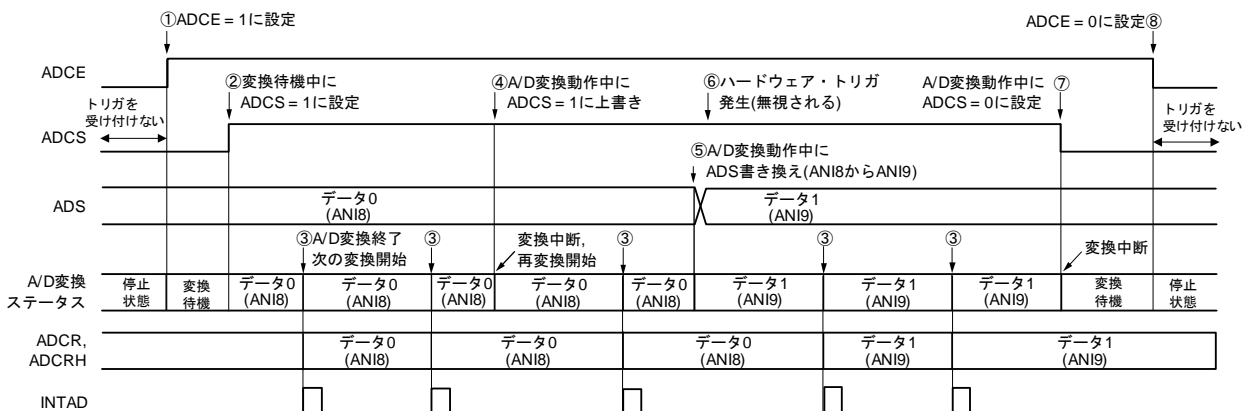 ①ADCE = 1に設定
ADCE = 0に設定⑧
ADCE
トリガを
受け付けない
②変換待機中に
ADCS = 1に設定
④A/D変換動作中に
ADCS = 1に上書き
⑥ハードウェア・トリガ
発生(無視される)
A/D変換動作中に ⑦
ADCS = 0に設定
トリガを
受け付けない
ADCS
⑤A/D変換動作中に
ADS書き換え(ANI8からANI9)
ADS
データ0
(ANI8)
データ1
(ANI9)
③A/D変換終了
次の変換開始
③
変換中断,
再変換開始
③
③
③
変換中断
A/D変換
ステータス
停止
状態
変換
待機
データ0
(ANI8)
データ0
(ANI8)
データ0
(ANI8)
データ0
(ANI8)
データ0
(ANI8)
データ1
(ANI9)
データ1
(ANI9)
データ1
(ANI9)
変換
待機
停止
状態
ADCR,
ADCRH
データ0
(ANI8)
データ0
(ANI8)
データ0
(ANI8)
データ1
(ANI9)
データ1
(ANI9)
INTAD